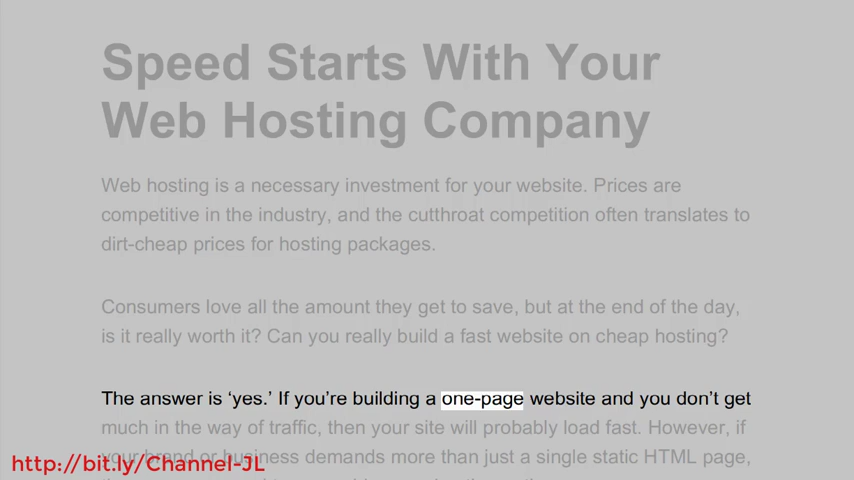 Speed Starts With Your
Web Hosting Company
Web hosting is a necessary investment for your website. Prices are
competitive in the industry, and the cutthroat competition often translates to
dirt-cheap prices for hosting packages.
Consumers love all the amount they get to save, but at the end of the day,
is it really worth it? Can you really build a fast website on cheap hosting?
The answer is ‘yes.’ If you’re building a one-page website and you don’t get
much in the way of traffic, then your site will probably load fast. However, if
your brand or business demands more than just a single static HTML page,
http://bit.ly/Channel-JL